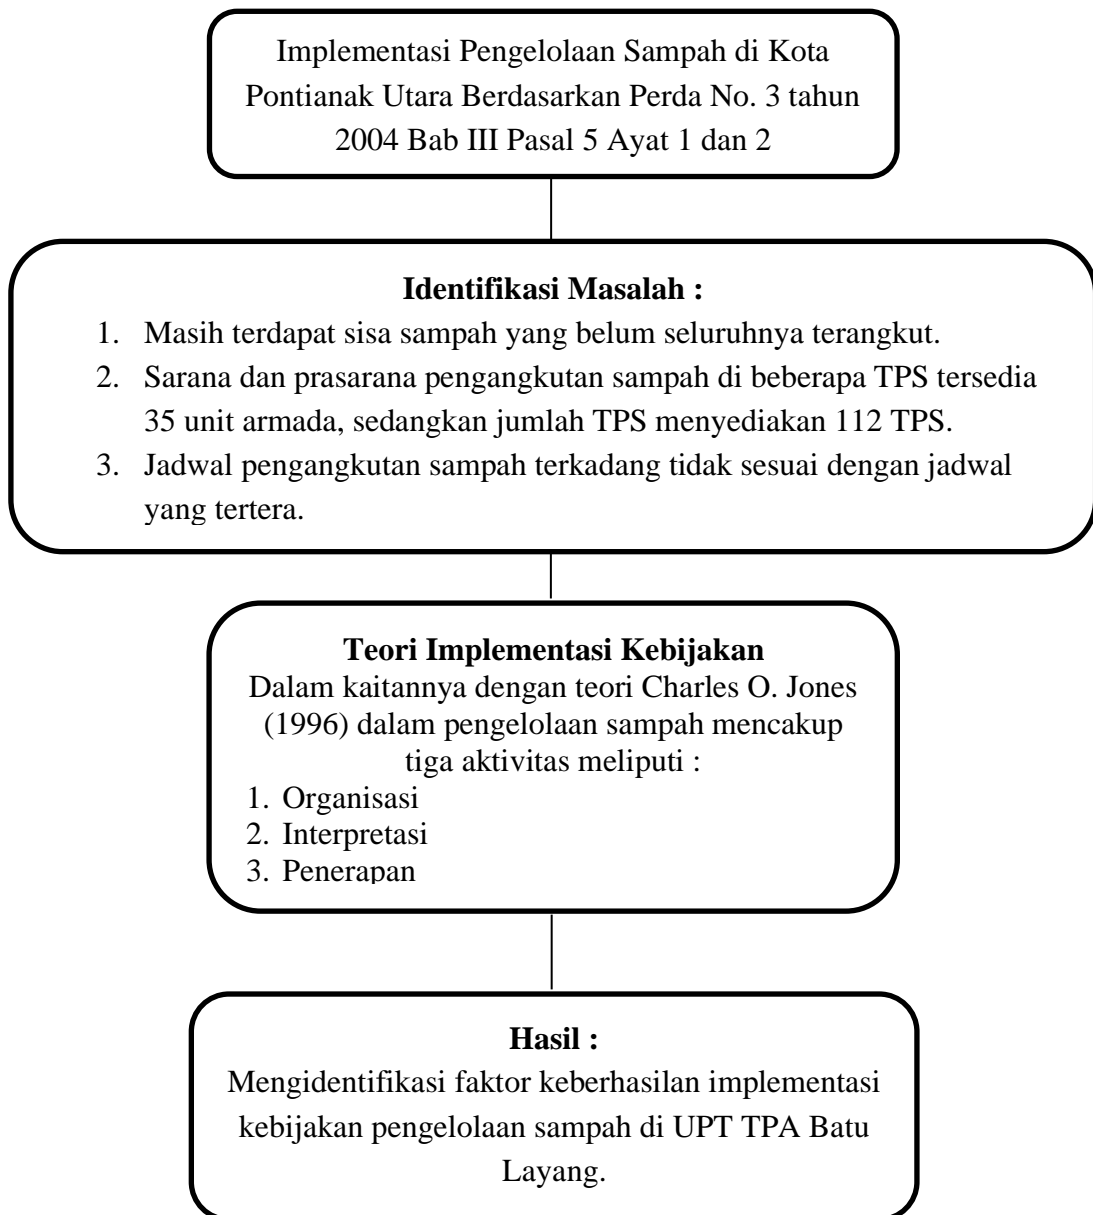 Implementasi Pengelolaan Sampah di Kota
Pontianak Utara Berdasarkan Perda No. 3 tahun
2004 Bab III Pasal 5 Ayat 1 dan 2
Identifikasi Masalah :
1. Masih terdapat sisa sampah yang belum seluruhnya terangkut.
2. Sarana dan prasarana pengangkutan sampah di beberapa TPS tersedia
35 unit armada, sedangkan jumlah TPS menyediakan 112 TPS.
3. Jadwal pengangkutan sampah terkadang tidak sesuai dengan jadwal
yang tertera.
Teori Implementasi Kebijakan
Dalam kaitannya dengan teori Charles O. Jones
(1996) dalam pengelolaan sampah mencakup
tiga aktivitas meliputi :
1. Organisasi
2. Interpretasi
3. Penerapan
Hasil :
Mengidentifikasi faktor keberhasilan implementasi
kebijakan pengelolaan sampah di UPT TPA Batu
Layang.